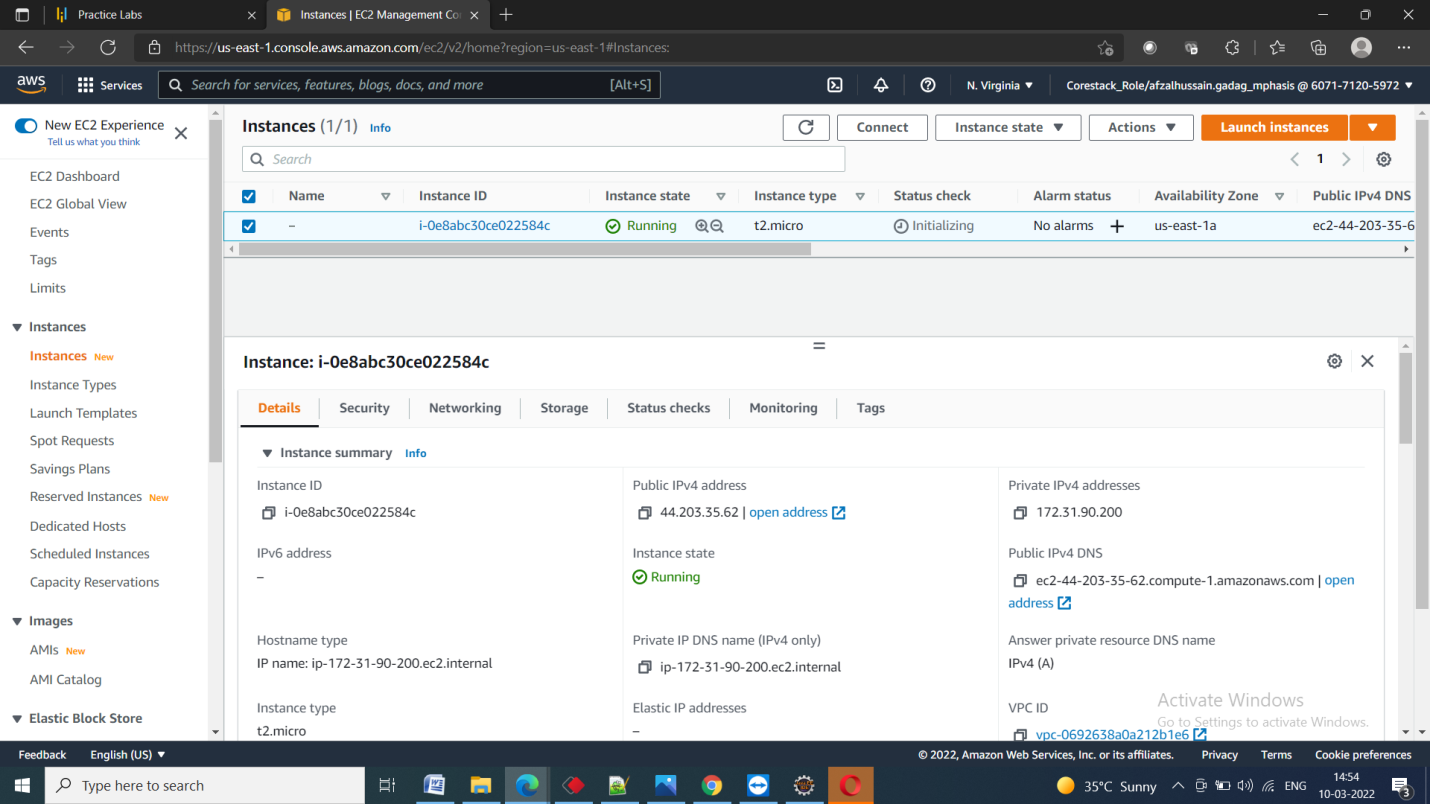 Practice Labs
Instances | EC2 Management Co
https://us-east-1.console.aws.amazon.com/ec2/v2/home?region=us-east-1#Instances:
aws Services Search for services, features, blogs, docs, and more [Alt+S] N. Virginia Corestack_Role/afzalhussain.gadag_mphasis @ 6071-7120-5972
New EC2 Experience
Tell us what you think
EC2 Dashboard
EC2 Global View
Events
Tags
Limits
Instances
Instances New
Instance Types
Launch Templates
Spot Requests
Savings Plans
Reserved Instances New
Dedicated Hosts
Scheduled Instances
Capacity Reservations
Images
AMIs New
AMI Catalog
Elastic Block Store
Instances (1/1) Info
Connect Instance state Actions Launch instances
Search
1
Name Instance ID Instance state Instance type Status check Alarm status Availability Zone Public IPv4 DNS
– i-0e8abc30ce022584c Running t2.micro Initializing No alarms + us-east-1a ec2-44-203-35-6
Instance: i-0e8abc30ce022584c
Details Security Networking Storage Status checks Monitoring Tags
Instance summary Info
Instance ID
i-0e8abc30ce022584c
Public IPv4 address
44.203.35.62 | open address
Private IPv4 addresses
172.31.90.200
IPv6 address
–
Instance state
Running
Public IPv4 DNS
ec2-44-203-35-62.compute-1.amazonaws.com | open
address
Hostname type
IP name: ip-172-31-90-200.ec2.internal
Private IP DNS name (IPv4 only)
ip-172-31-90-200.ec2.internal
Answer private resource DNS name
IPv4 (A)
Instance type
t2.micro
Elastic IP addresses
–
VPC ID
vpc-0692638a0a212b1e6
Activate Windows
Go to Settings to activate Windows.
Feedback English (US) © 2022, Amazon Web Services, Inc. or its affiliates. Privacy Terms Cookie preferences
Type here to search
35°C Sunny
ENG
14:54
10-03-2022
3